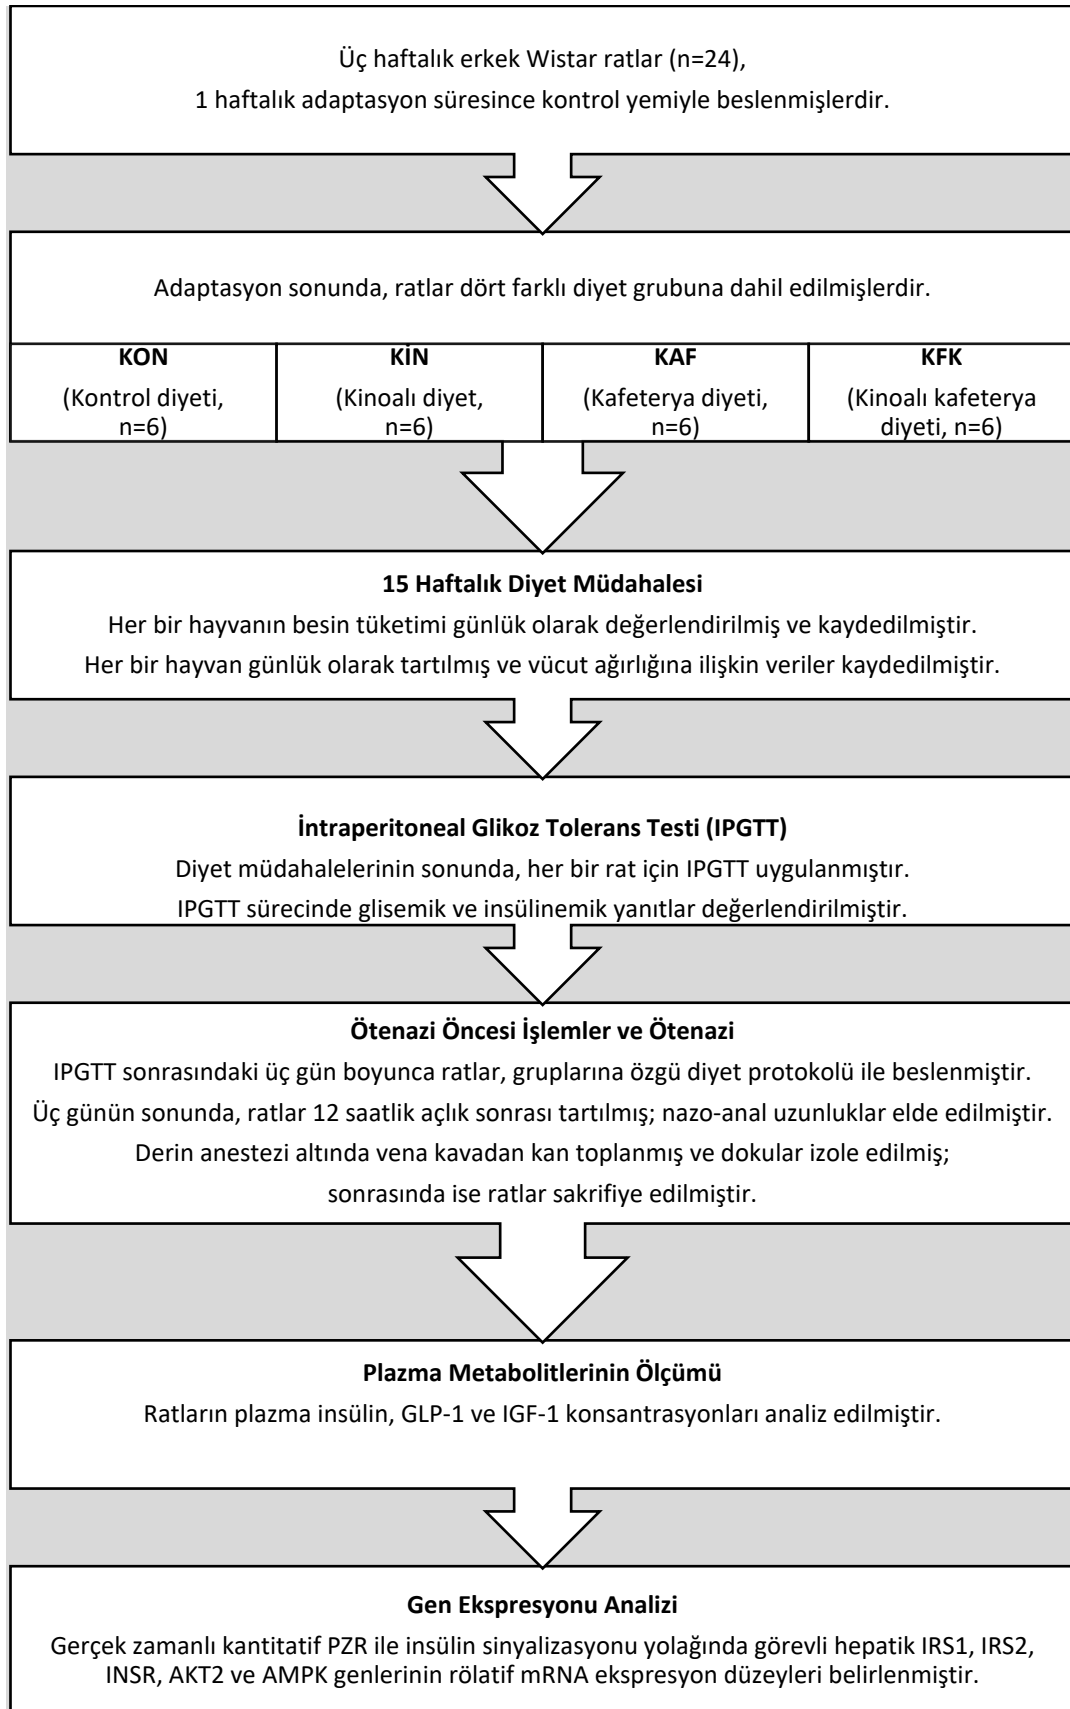 Üç haftalık erkek Wistar ratlar (n=24),
1 haftalık adaptasyon süresince kontrol yemiyle beslenmişlerdir.
Adaptasyon sonunda, ratlar dört farklı diyet grubuna dahil edilmişlerdir.
KON
(Kontrol diyeti,
n=6)
KİN
(Kinoalı diyet,
n=6)
KAF
(Kafeterya diyeti,
n=6)
KFK
(Kinoalı kafeterya
diyeti, n=6)
15 Haftalık Diyet Müdahalesi
Her bir hayvanın besin tüketimi günlük olarak değerlendirilmiş ve kaydedilmiştir.
Her bir hayvan günlük olarak tartılmış ve vücut ağırlığına ilişkin veriler kaydedilmiştir.
İntraperitoneal Glikoz Tolerans Testi (IPGTT)
Diyet müdahalelerinin sonunda, her bir rat için IPGTT uygulanmıştır.
IPGTT sürecinde glisemik ve insülinemik yanıtlar değerlendirilmiştir.
Ötenazi Öncesi İşlemler ve Ötenazi
IPGTT sonrasındaki üç gün boyunca ratlar, gruplarına özgü diyet protokolü ile beslenmiştir.
Üç günün sonunda, ratlar 12 saatlik açlık sonrası tartılmış; nazo-anal uzunluklar elde edilmiştir.
Derin anestezi altında vena kavadan kan toplanmış ve dokular izole edilmiş;
sonrasında ise ratlar sakrifiye edilmiştir.
Plazma Metabolitlerinin Ölçümü
Ratların plazma insülin, GLP-1 ve IGF-1 konsantrasyonları analiz edilmiştir.
Gen Ekspresyonu Analizi
Gerçek zamanlı kantitatif PZR ile insülin sinyalizasyonu yolağında görevli hepatik IRS1, IRS2,
INSR, AKT2 ve AMPK genlerinin rölatif mRNA ekspresyon düzeyleri belirlenmiştir.